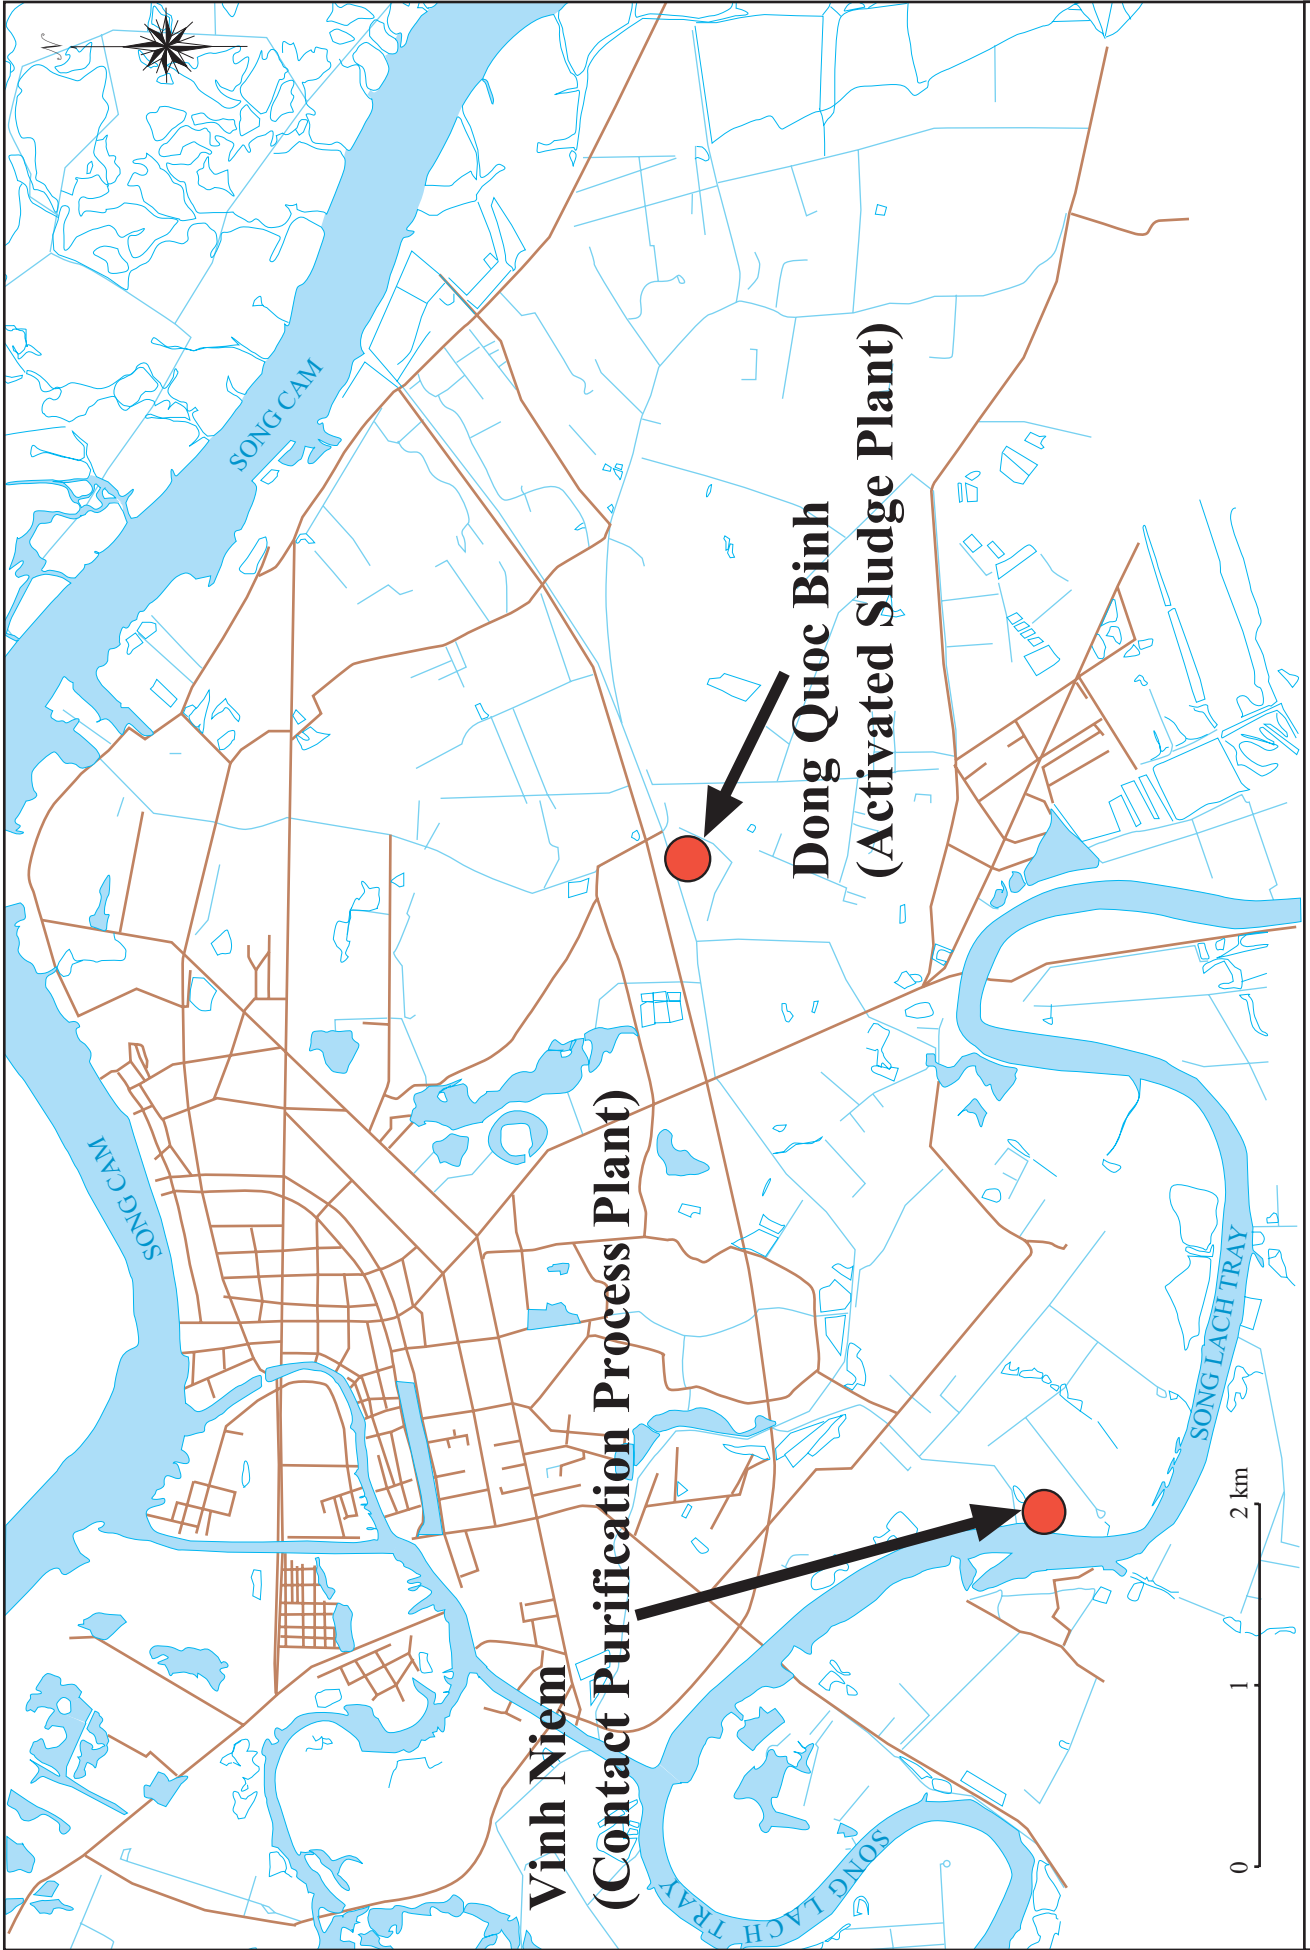 N
SONG CAM
SONG CAM
Dong Quoc Binh
(Activated Sludge Plant)
Vinh Niem
(Contact Purification Process Plant)
SONG LACH TRAY
SONG LACH TRAY
0 1 2 km